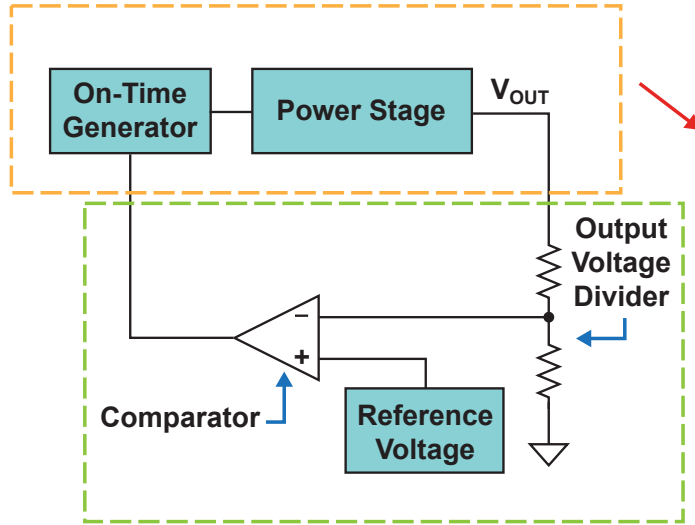 On-Time
Generator
Power Stage
VOUT
Output
Voltage
Divider
−
+
Comparator
Reference
Voltage